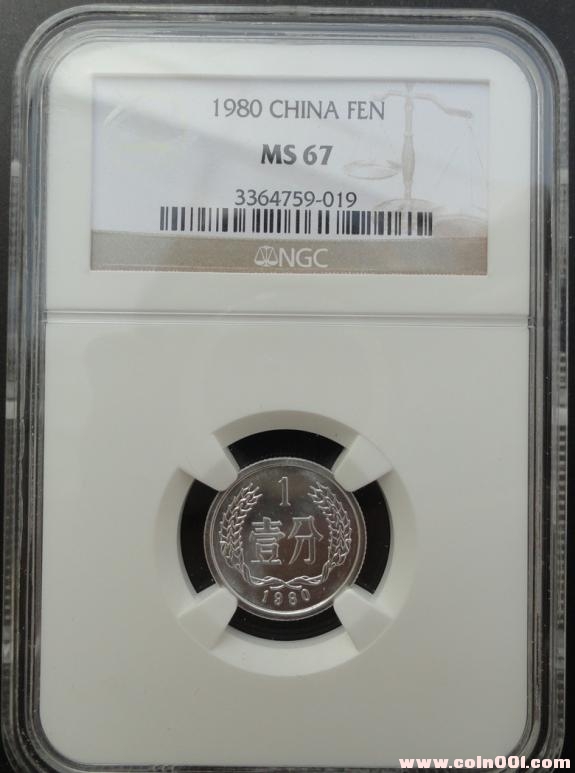 1980 CHINA FEN
MS 67
3364759-019
NGC
1
壹分
1980
www.coin001.com